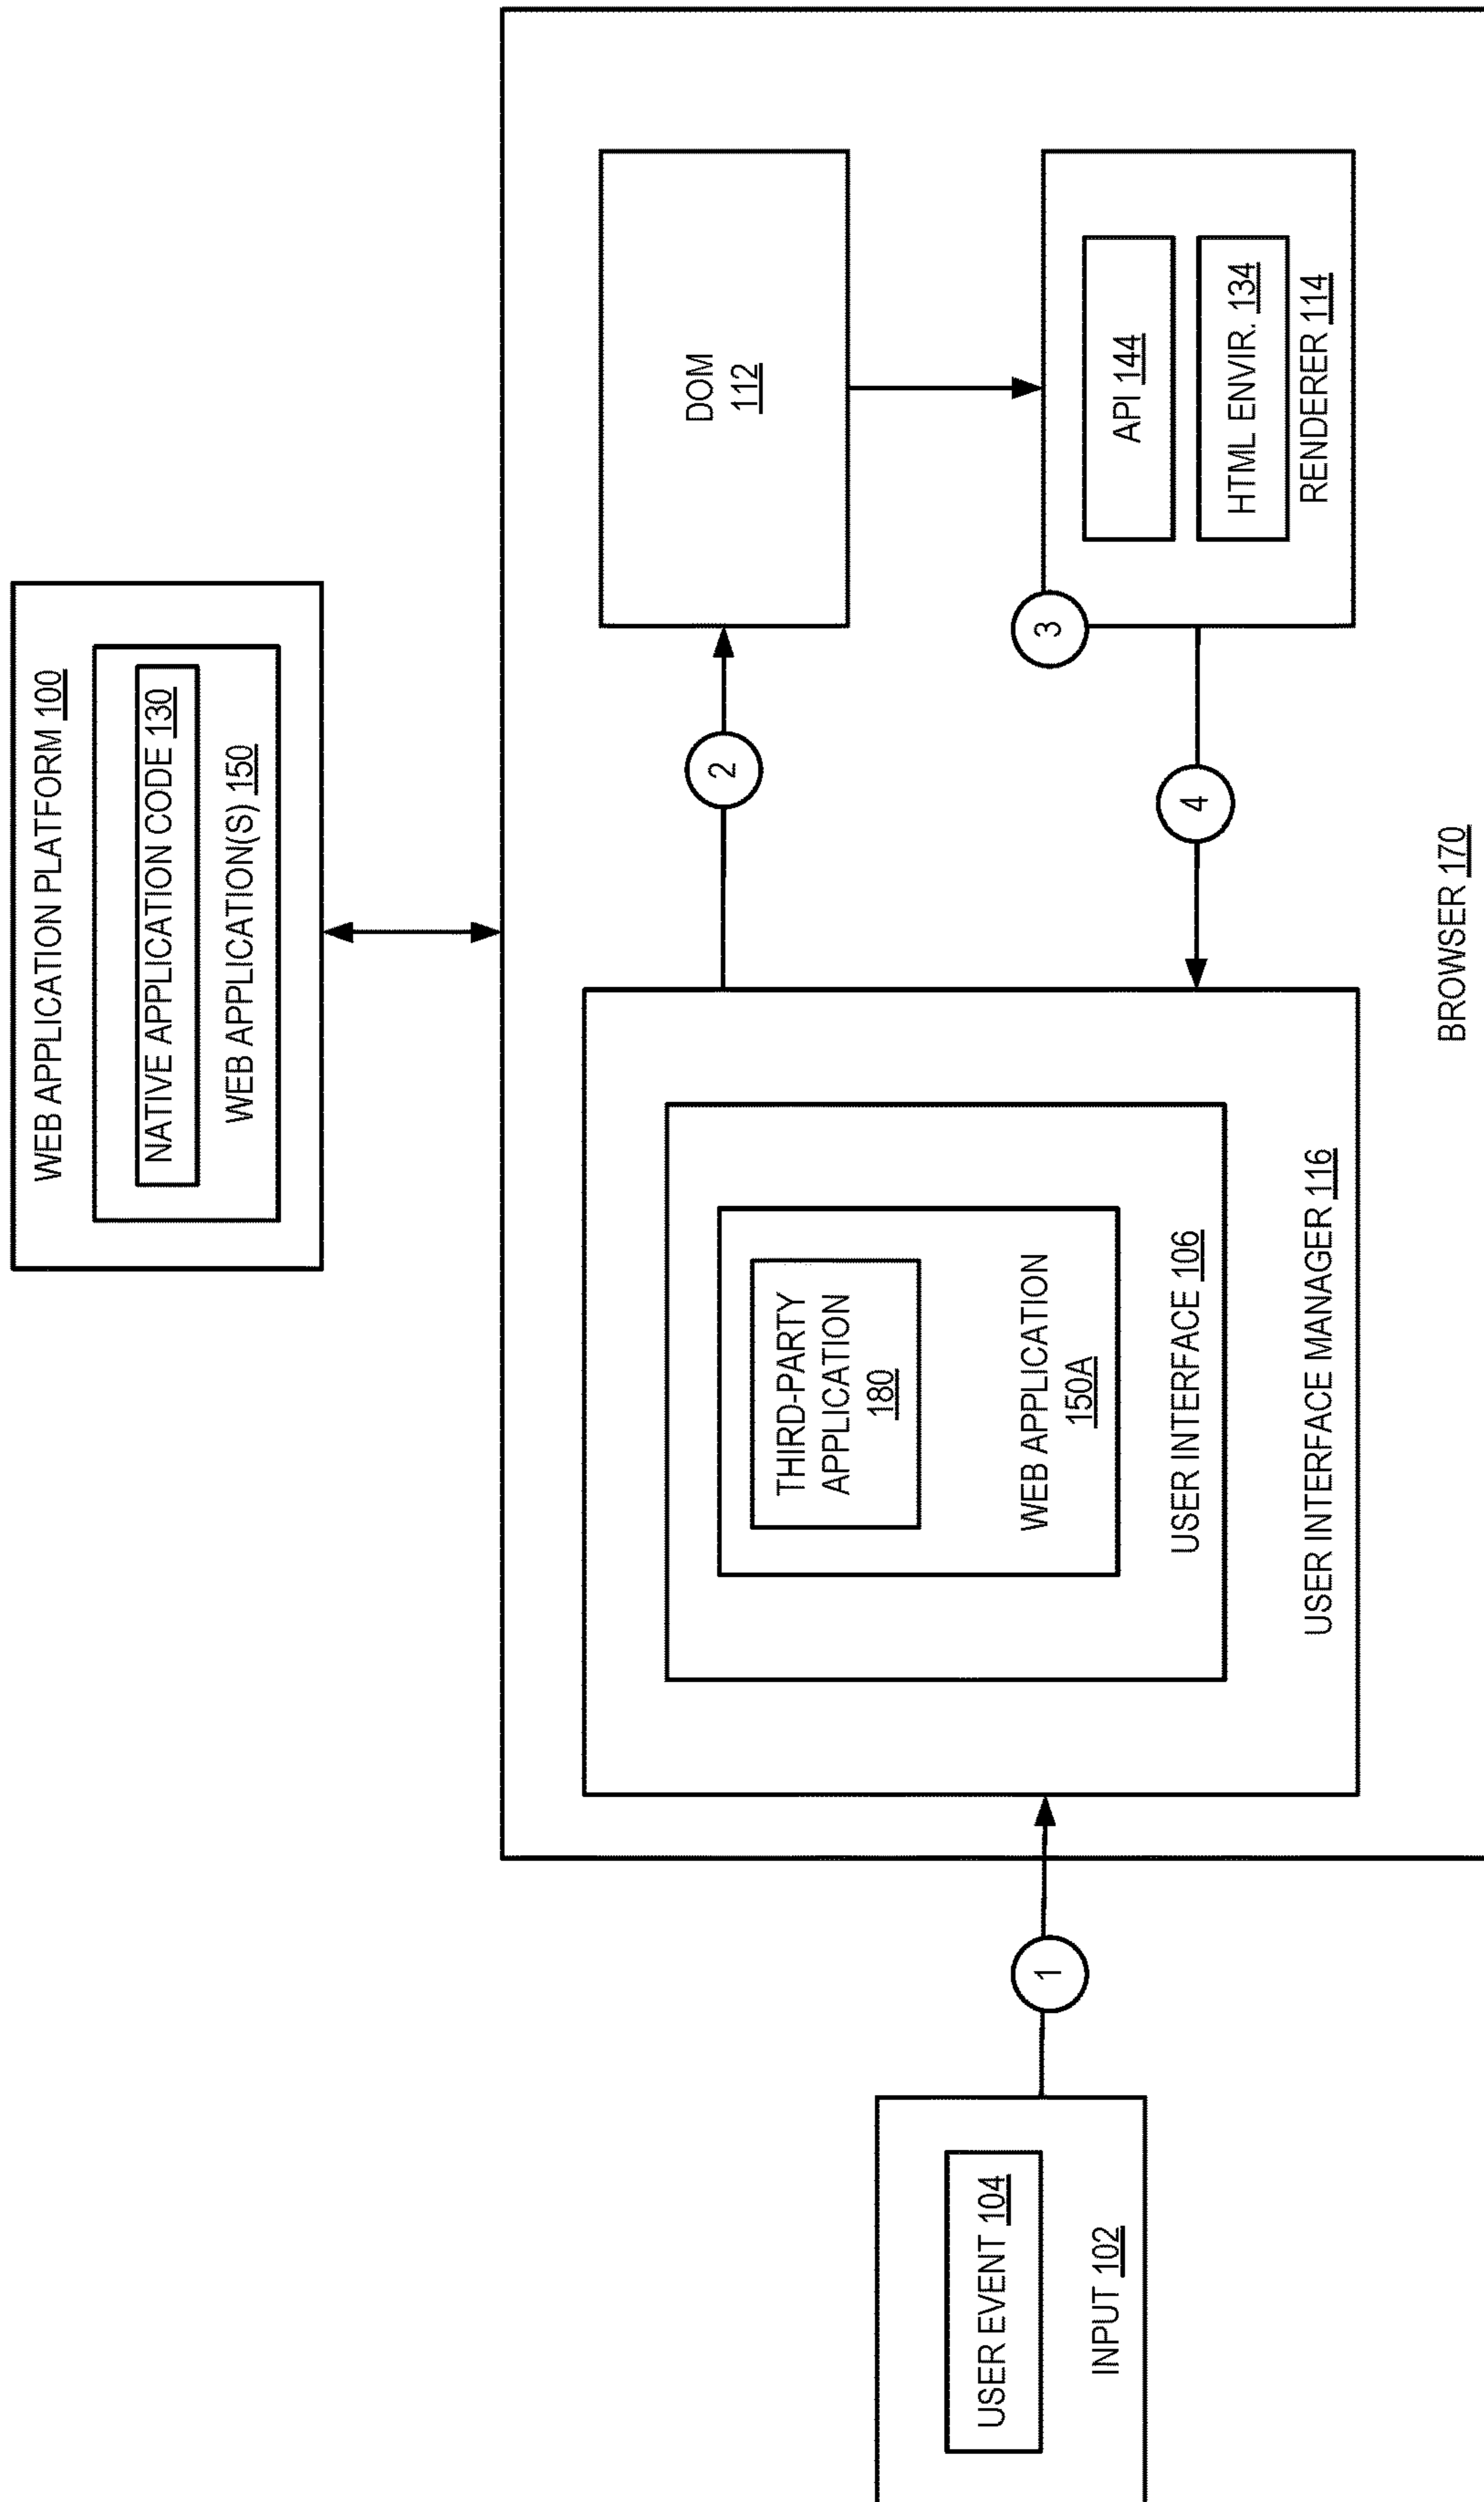 WEB APPLICATION PLATFORM 100
NATIVE APPLICATION CODE 130
WEB APPLICATION(S) 150
USER EVENT 104
INPUT 102
1
THIRD-PARTY
APPLICATION
180
WEB APPLICATION
150A
USER INTERFACE 106
USER INTERFACE MANAGER 116
2
DOM
112
3
API 144
HTML ENVIR. 134
RENDERER 114
4
BROWSER 170